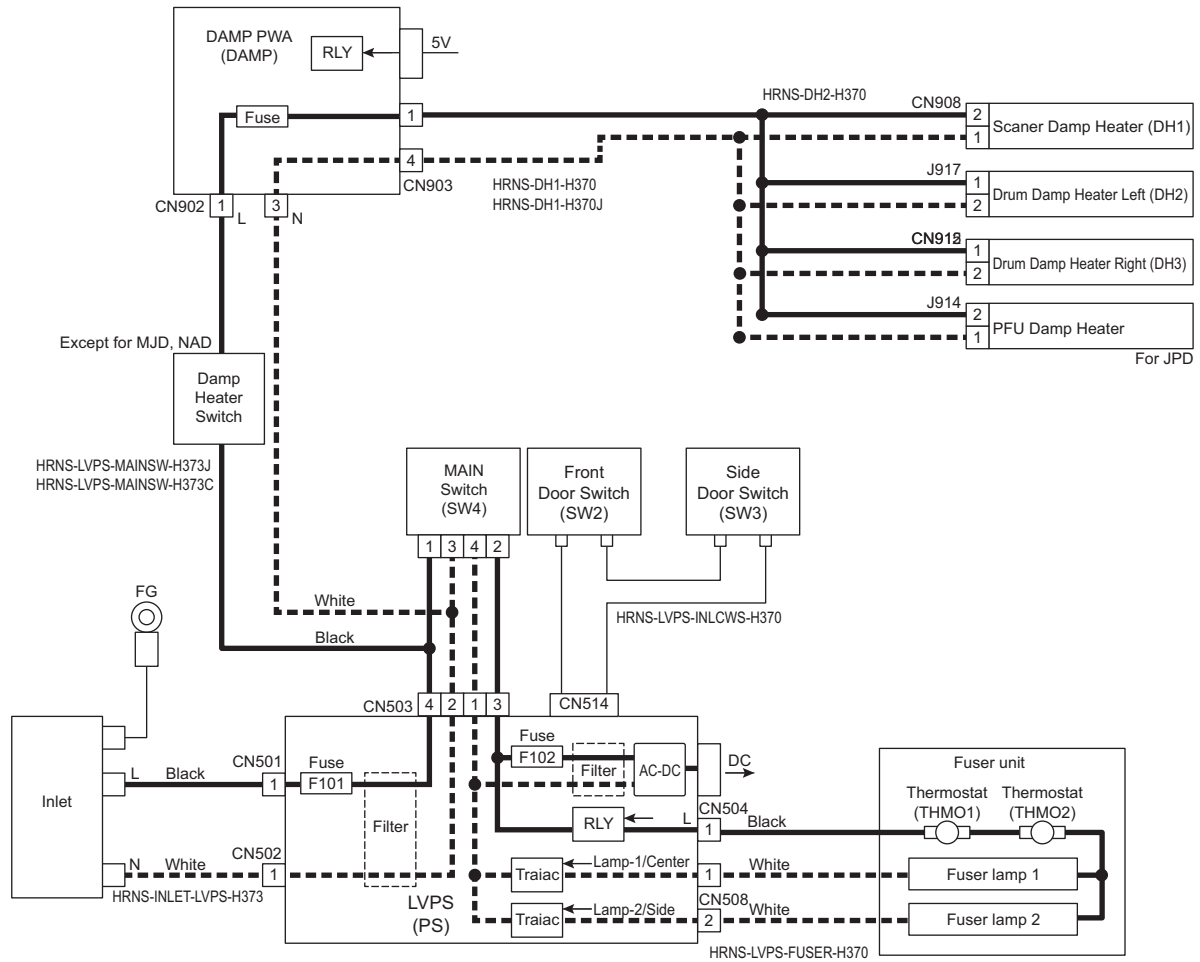 DAMP PWA
(DAMP)
RLY
5V
Fuse
1
4
CN903
CN902
1
L
3
N
HRNS-DH2-H370
HRNS-DH1-H370
HRNS-DH1-H370J
CN908
2
1
Scaner Damp Heater (DH1)
J917
1
2
Drum Damp Heater Left (DH2)
1
2
Drum Damp Heater Right (DH3)
J914
2
1
PFU Damp Heater
For JPD
Except for MJD, NAD
Damp
Heater
Switch
HRNS-LVPS-MAINSW-H373J
HRNS-LVPS-MAINSW-H373C
MAIN
Switch
(SW4)
1
3
4
2
Front
Door Switch
(SW2)
Side
Door Switch
(SW3)
HRNS-LVPS-INLCWS-H370
White
Black
FG
CN503
4
2
1
3
CN514
Inlet
L
Black
CN501
1
Fuse
F101
Filter
N
White
CN502
1
HRNS-INLET-LVPS-H373
LVPS
(PS)
Fuse
F102
Filter
AC-DC
DC
RLY
L
CN504
1
Black
Traiac
Lamp-1/Center
1
White
CN508
Traiac
Lamp-2/Side
2
White
HRNS-LVPS-FUSER-H370
Fuser unit
Thermostat
(THMO1)
Thermostat
(THMO2)
Fuser lamp 1
Fuser lamp 2